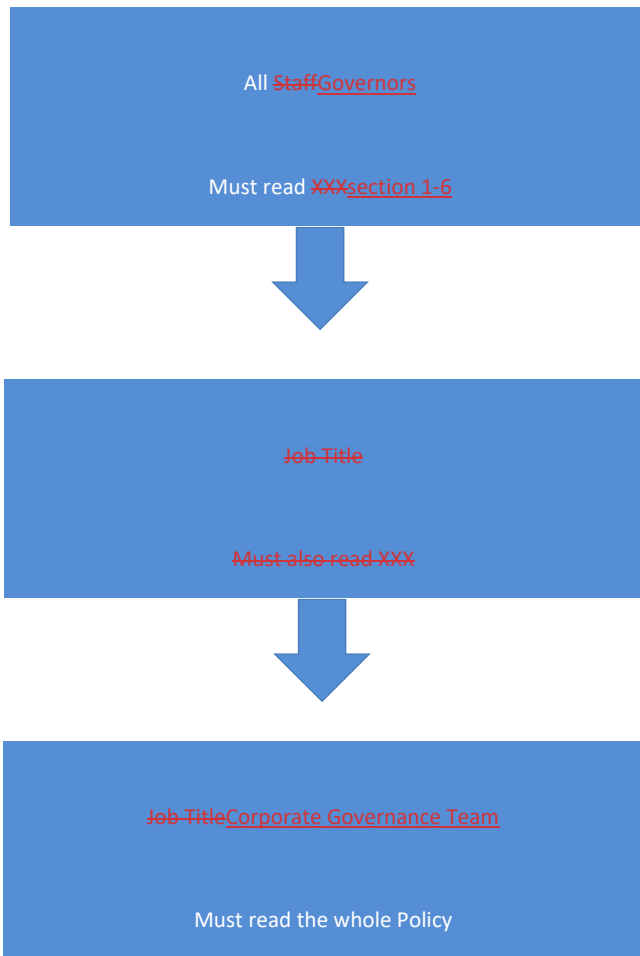 All StaffGovernors
Must read XXXsection 1-6
Job Title
Must also read XXX
Job TitleCorporate Governance Team
Must read the whole Policy